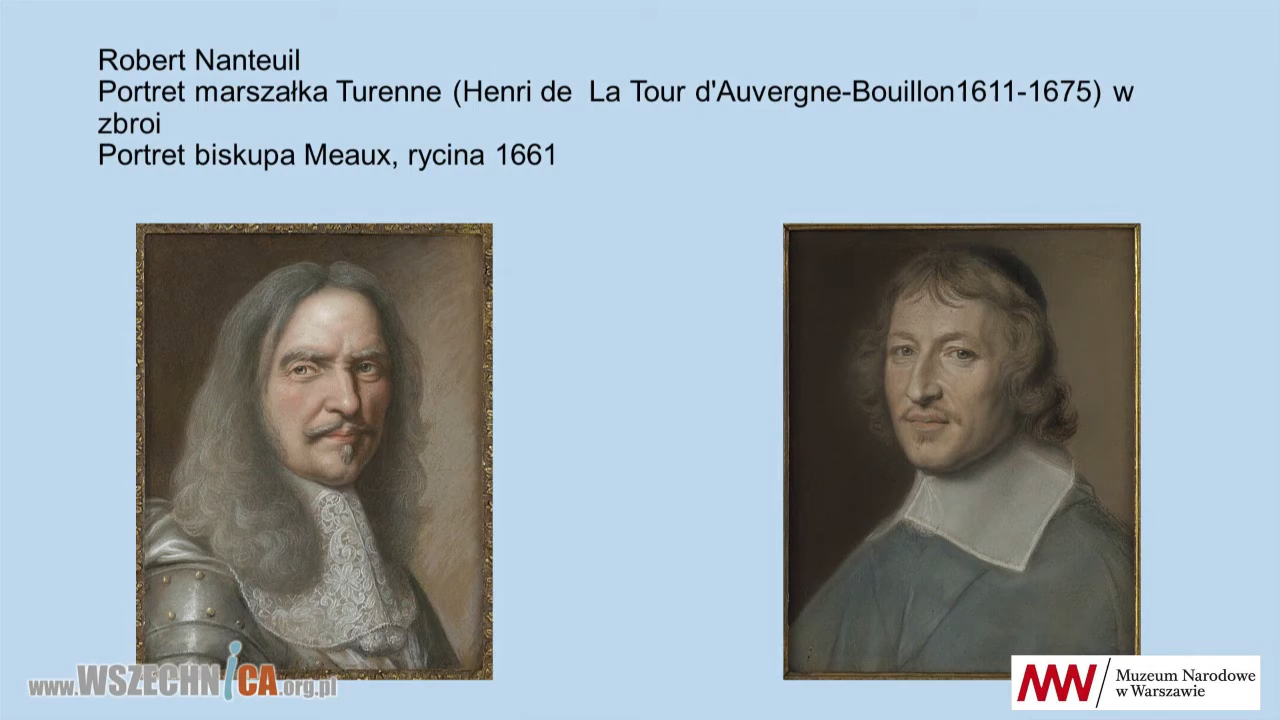 Robert Nanteuil
Portret marszałka Turenne (Henri de La Tour d'Auvergne-Bouillon1611-1675) w
zbroi
Portret biskupa Meaux, rycina 1661
www.WSZECHNiCA.org.pl
MW / Muzeum Narodowe
w Warszawie